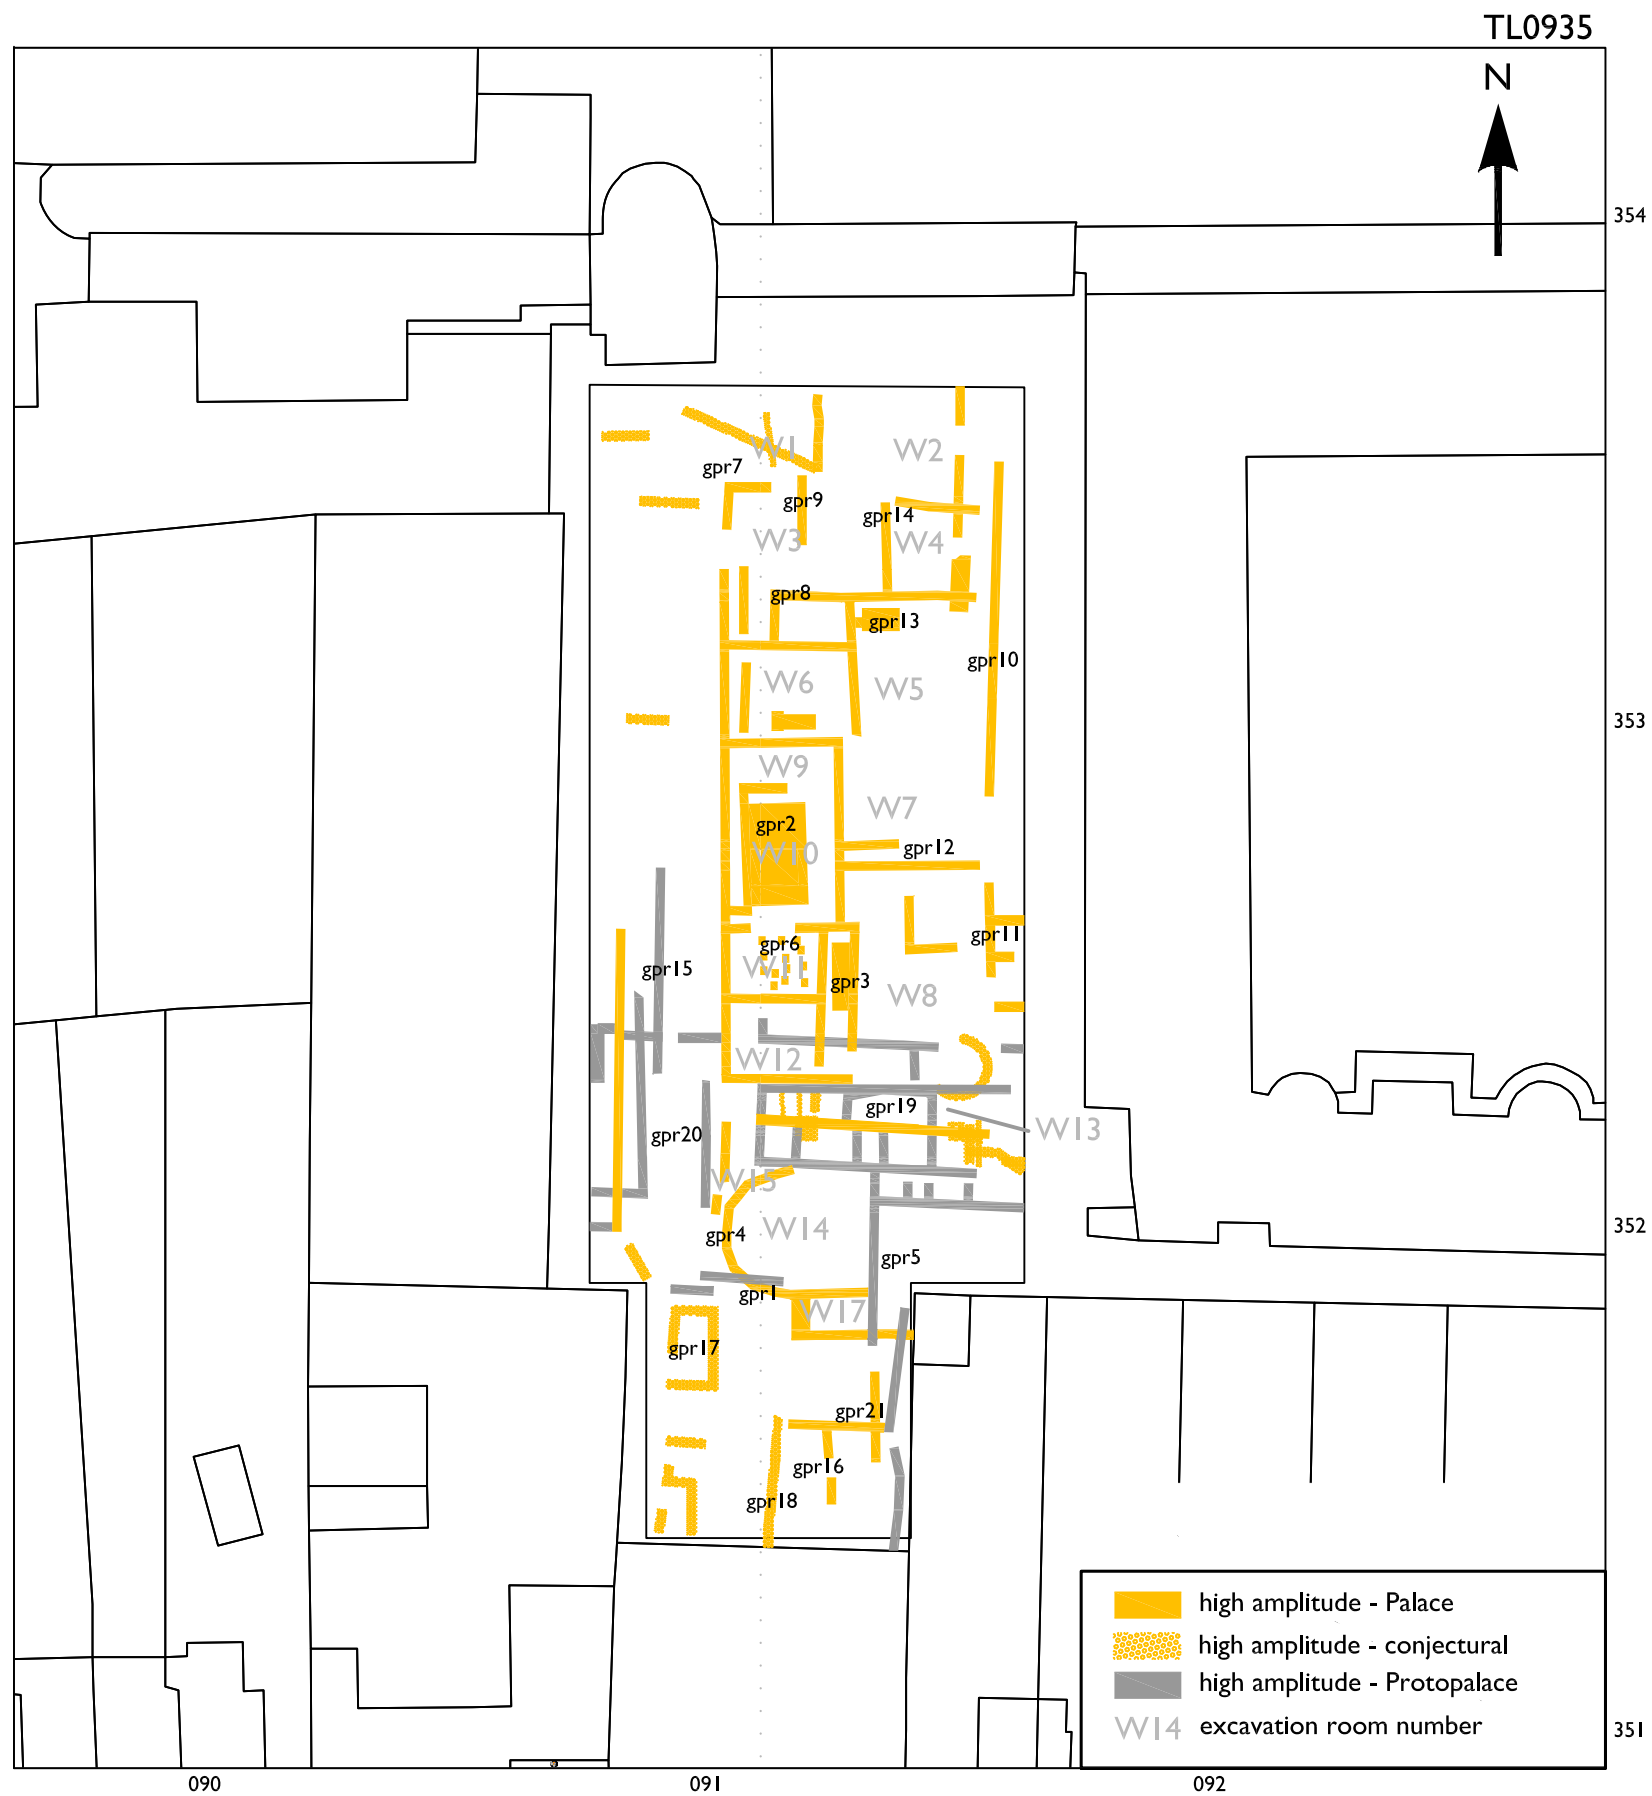 TL0935
N
354
W1
W2
gpr7
gpr9
gpr14
W3
W4
gpr8
gpr13
gpr10
W6
W5
353
W9
W7
gpr2
gpr12
W10
gpr6
gpr11
gpr15
W11
gpr3
W8
W12
gpr19
gpr20
W13
W15
gpr4
W14
352
gpr5
gpr1
W17
gpr17
gpr21
gpr16
gpr18
high amplitude - Palace
high amplitude - conjectural
high amplitude - Protopalace
W14 excavation room number
351
090
091
092